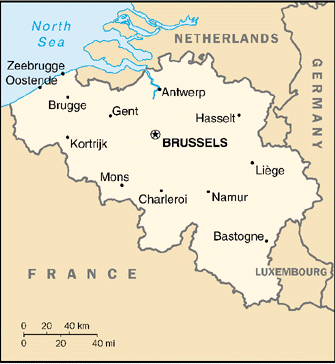 North
Sea
NETHERLANDS
Zeebrugge
Oostende
Antwerp
Brugge
Gent
Hasselt
GERMANY
BRUSSELS
Kortrijk
Liège
Mons
Charleroi
Namur
Bastogne
FRANCE
LUXEMBOURG
0 20 40 km
0 20 40 mi